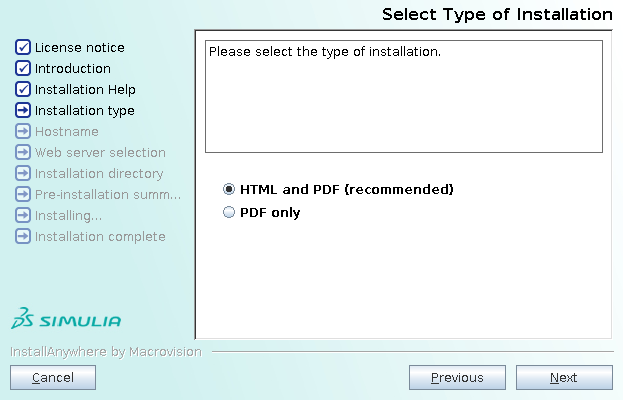 Select Type of Installation
License notice
Introduction
Installation Help
Installation type
Hostname
Web server selection
Installation directory
Pre-installation summ...
Installing...
Installation complete
Please select the type of installation.
HTML and PDF (recommended)
PDF only
SIMULIA
InstallAnywhere by Macrovision
Cancel
Previous
Next